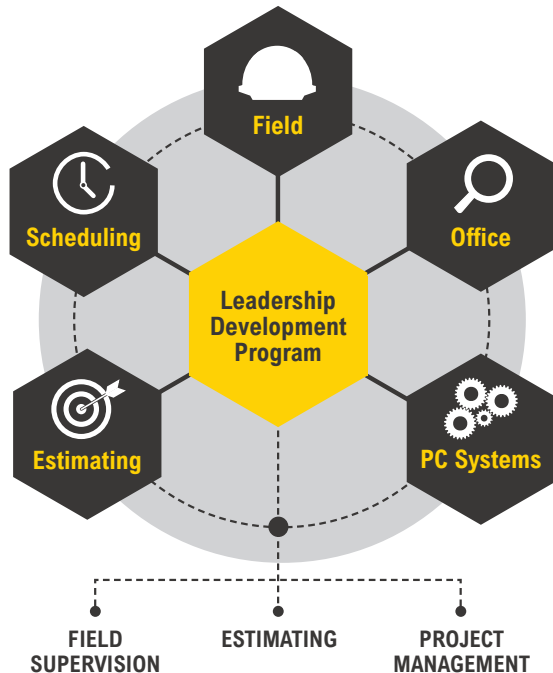 Field
Scheduling
Office
Leadership
Development
Program
Estimating
PC Systems
FIELD
SUPERVISION
ESTIMATING
PROJECT
MANAGEMENT